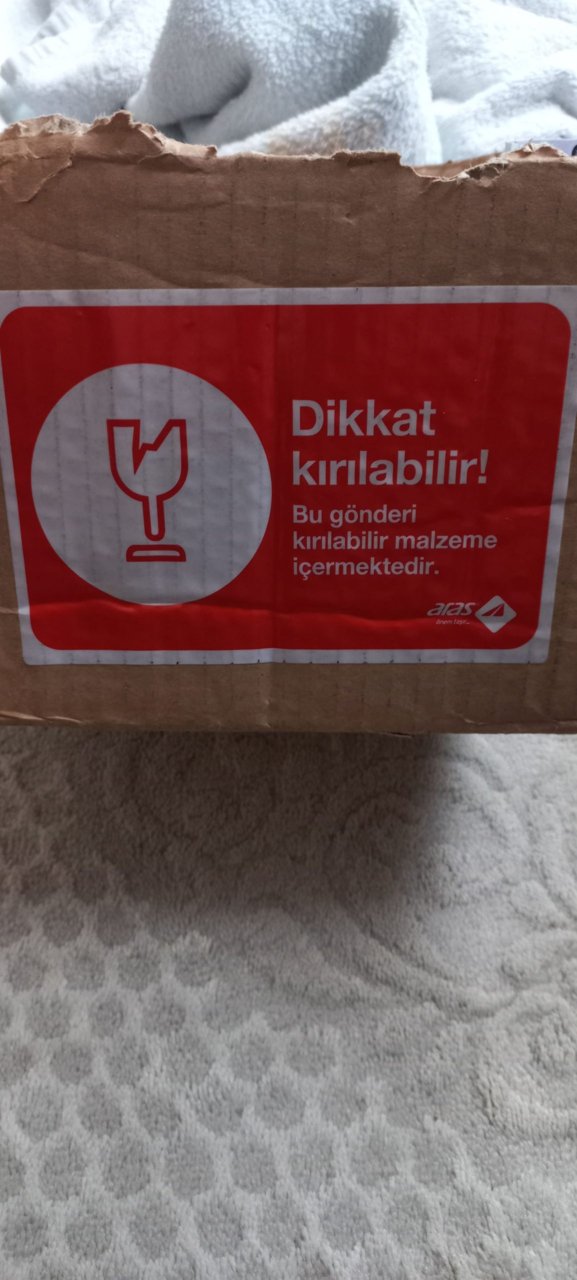 Dikkat
kırılabilir!
Bu gönderi
kırılabilir malzeme
içermektedir.
aras